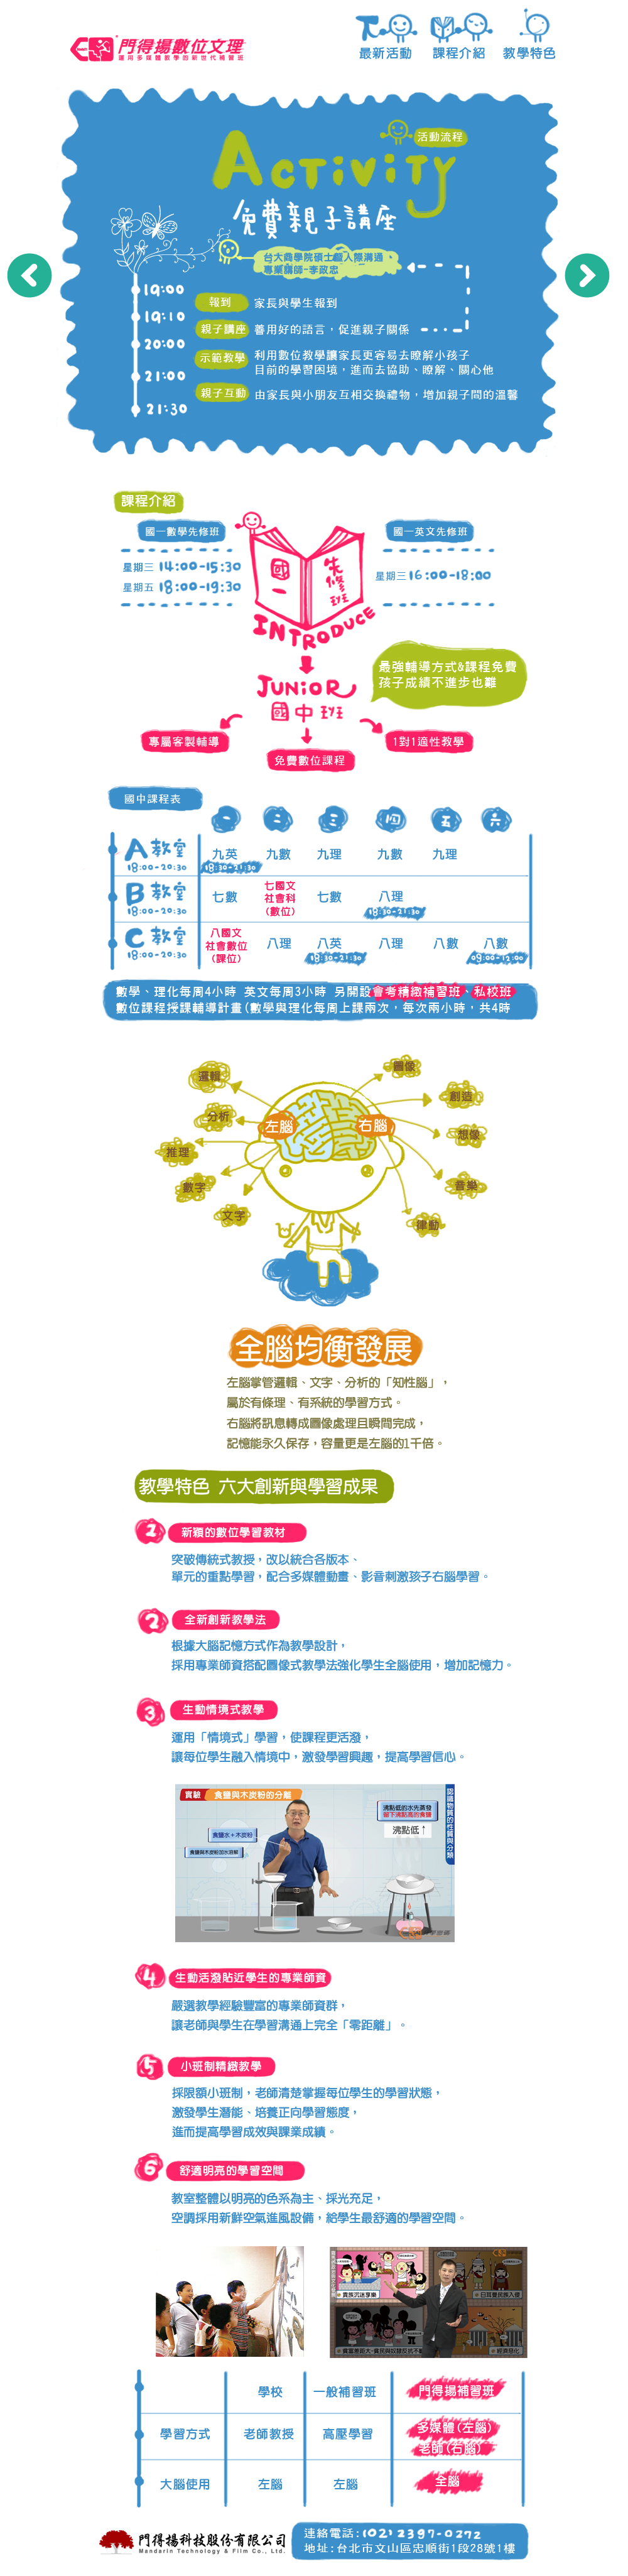 門得揚數位文理
運用多媒體教學的新世代補習班
最新活動 課程介紹 教學特色
活動流程
Activity
免費親子講座
台大商學院碩士級人際溝通、
專業講師-李政忠
19:00
報到 家長與學生報到
19:10
親子講座 善用好的語言，促進親子關係
20:00
示範教學 利用數位教學讓家長更容易去瞭解小孩子
目前的學習困境，進而去協助、瞭解、關心他
21:00
親子互動 由家長與小朋友互相交換禮物，增加親子間的溫馨
21:30
課程介紹
國一數學先修班
星期三 14:00-15:30
星期五 18:00-19:30
國一 先修班
INTRODUCE
國一英文先修班
星期三16:00-18:00
最強輔導方式&課程免費
孩子成績不進步也難
JUNIOR
國中班
專屬客製輔導
免費數位課程
1對1適性教學
國中課程表
一 二 三 四 五 六
A教室 九英 九數 九理 九數 九理
18:00-20:30 18:30-21:30
B教室 七數 七國文 社會科 (數位) 七數 八理
18:00-20:30 18:30-21:30
C教室 八國文 社會數位 (課位) 八理 八英 八理 八數 八數
18:00-20:30 18:30-21:30 09:00-12:00
數學、理化每周4小時 英文每周3小時 另開設會考精緻補習班、私校班
數位課程授課輔導計畫(數學與理化每周上課兩次，每次兩小時，共4時
邏輯
分析
推理
數字
文字
左腦
右腦
圖像
創造
想像
音樂
律動
全腦均衡發展
左腦掌管邏輯、文字、分析的「知性腦」，
屬於有條理、有系統的學習方式。
右腦將訊息轉成圖像處理且瞬間完成，
記憶能永久保存，容量更是左腦的1千倍。
教學特色 六大創新與學習成果
1 新穎的數位學習教材
突破傳統式教授，改以統合各版本、
單元的重點學習，配合多媒體動畫、影音刺激孩子右腦學習。
2 全新創新教學法
根據大腦記憶方式作為教學設計，
採用專業師資搭配圖像式教學法強化學生全腦使用，增加記憶力。
3 生動情境式教學
運用「情境式」學習，使課程更活潑，
讓每位學生融入情境中，激發學習興趣，提高學習信心。
實驗 食鹽與木炭粉的分離
食鹽水+木炭粉
食鹽與木炭粉加水溶解
沸點低的水先蒸發
留下沸點高的食鹽
沸點低↑
認識物質的性質與分類
4 生動活潑貼近學生的專業師資
嚴選教學經驗豐富的專業師資群，
讓老師與學生在學習溝通上完全「零距離」。
5 小班制精緻教學
採限額小班制，老師清楚掌握每位學生的學習狀態，
激發學生潛能、培養正向學習態度，
進而提高學習成效與課業成績。
6 舒適明亮的學習空間
教室整體以明亮的色系為主、採光充足，
空調採用新鮮空氣進風設備，給學生最舒適的學習空間。
學校 一般補習班 門得揚補習班
學習方式 老師教授 高壓學習 多媒體(左腦)
老師(右腦)
大腦使用 左腦 左腦 全腦
門得揚科技股份有限公司
Mandarin Technology & Film Co., Ltd.
連絡電話:(02)2397-0272
地址:台北市文山區忠順街1段28號1樓